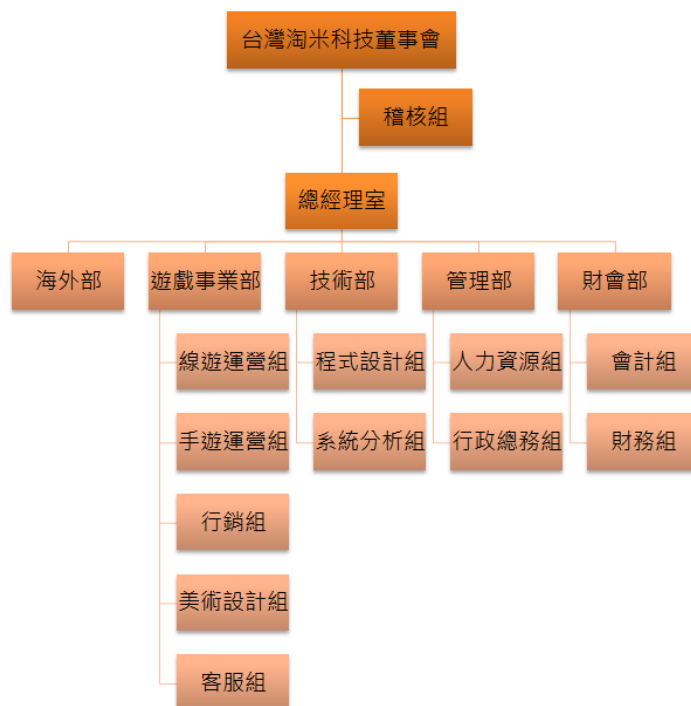 台灣淘米科技董事會
稽核組
總經理室
海外部
遊戲事業部
技術部
管理部
財會部
線遊運營組
程式設計組
人力資源組
會計組
手遊運營組
系統分析組
行政總務組
財務組
行銷組
美術設計組
客服組